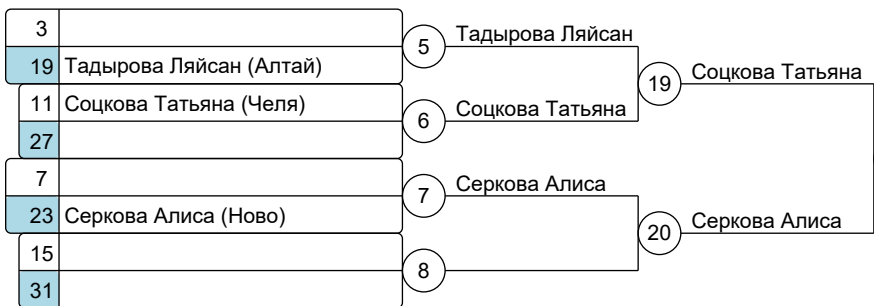 3
19 Тадырова Ляйсан (Алтай)
11 Соцкова Татьяна (Челя)
27
7
23 Серкова Алиса (Ново)
15
31
5 Тадырова Ляйсан
6 Соцкова Татьяна
7 Серкова Алиса
8
19 Соцкова Татьяна
20 Серкова Алиса